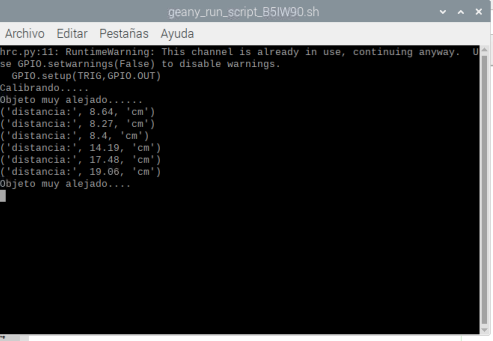 geany_run_script_B5IW90.sh
Archivo Editar Pestañas Ayuda
hrc.py:11: RuntimeWarning: This channel is already in use, continuing anyway.  U
se GPIO.setwarnings(False) to disable warnings.
  GPIO.setup(TRIG,GPIO.OUT)
Calibrando.....
Objeto muy alejado......
('distancia:', 8.64, 'cm')
('distancia:', 8.27, 'cm')
('distancia:', 8.4, 'cm')
('distancia:', 14.19, 'cm')
('distancia:', 17.48, 'cm')
('distancia:', 19.06, 'cm')
Objeto muy alejado....